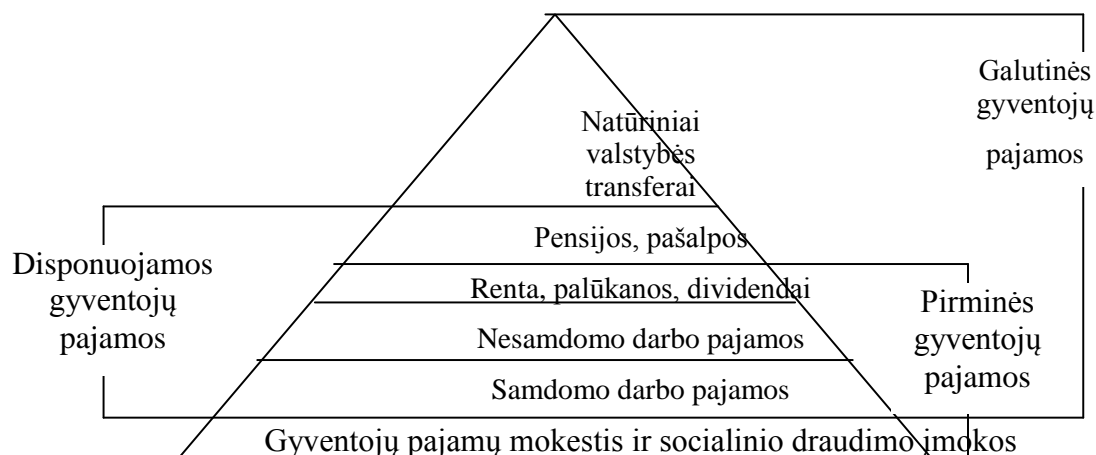 Galutinės
gyventojų
pajamos
Natūriniai
valstybės
transferai
Pensijos, pašalpos
Disponuojamos
gyventojų
pajamos
Renta, palūkanos, dividendai
Pirminės
gyventojų
pajamos
Nesamdomo darbo pajamos
Samdomo darbo pajamos
Gyventojų pajamų mokestis ir socialinio draudimo įmokos